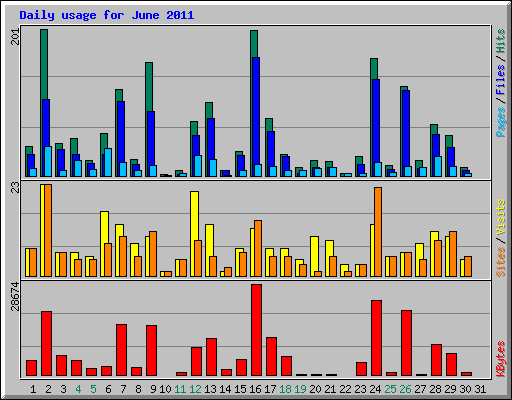 Daily usage for June 2011
201
Pages / Files / Hits
23
Sites / Visits
28674
KBytes
1 2 3 4 5 6 7 8 9 10 11 12 13 14 15 16 17 18 19 20 21 22 23 24 25 26 27 28 29 30 31